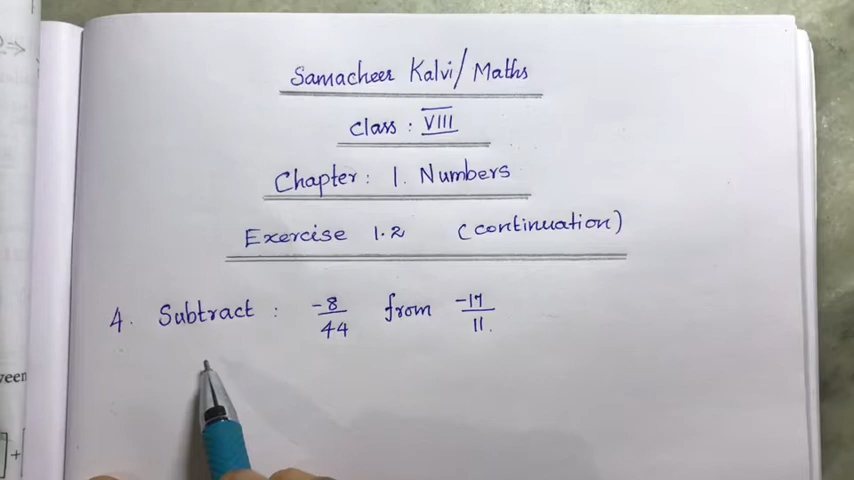 Samacheer Kalvi/Maths
Class: VIII
Chapter: 1. Numbers
Exercise 1.2 (continuation)
4. Subtract : -8/44 from -17/11.
veen
+